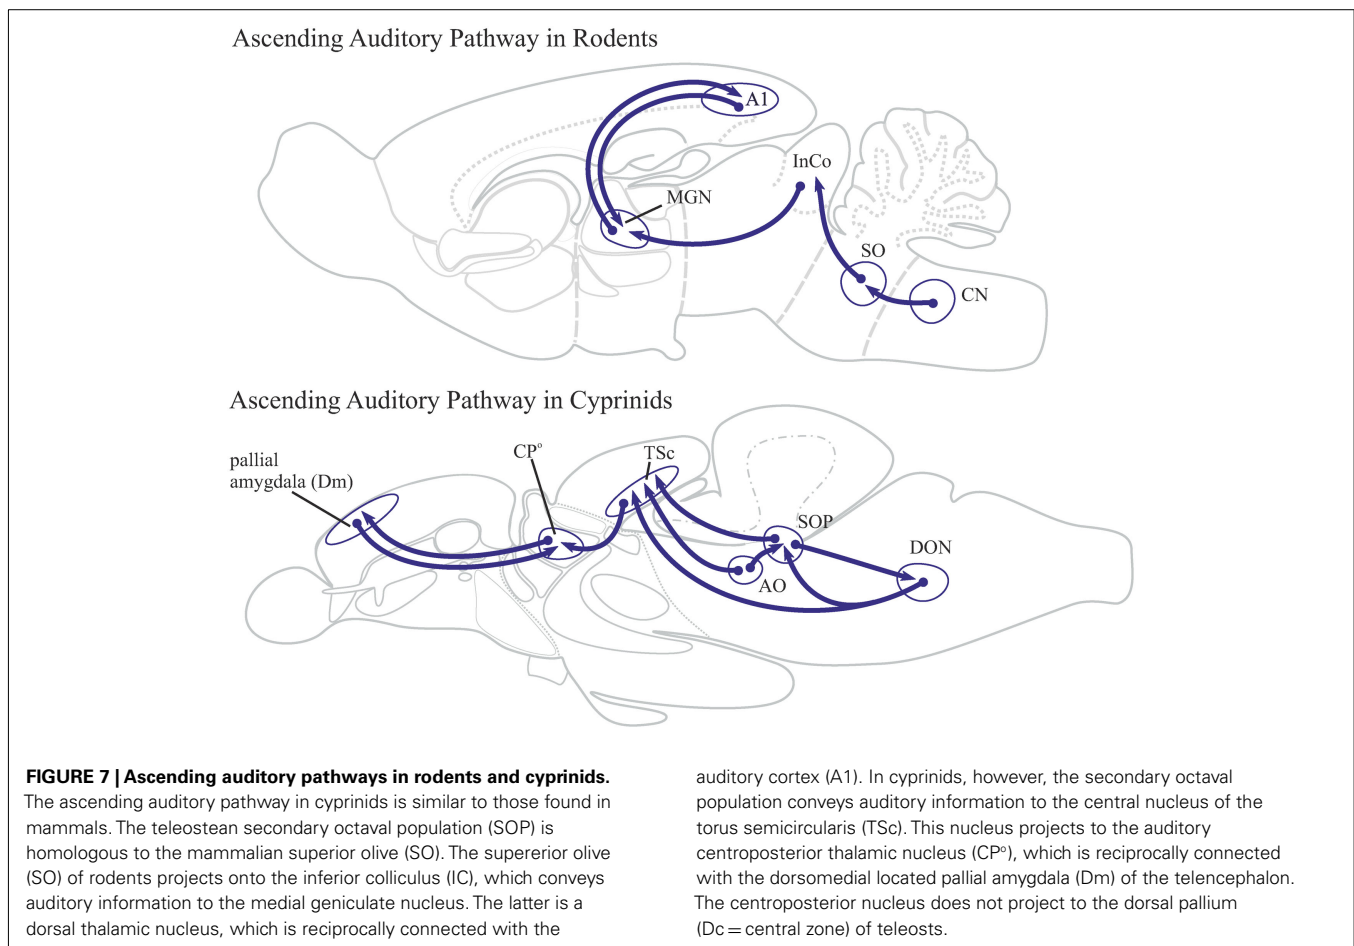 Ascending Auditory Pathway in Rodents
A1
InCo
MGN
SO
CN
Ascending Auditory Pathway in Cyprinids
CPº
TSc
pallial
amygdala (Dm)
SOP
DON
AO
FIGURE 7 | Ascending auditory pathways in rodents and cyprinids.
The ascending auditory pathway in cyprinids is similar to those found in
mammals. The teleostean secondary octaval population (SOP) is
homologous to the mammalian superior olive (SO). The supererior olive
(SO) of rodents projects onto the inferior colliculus (IC), which conveys
auditory information to the medial geniculate nucleus. The latter is a
dorsal thalamic nucleus, which is reciprocally connected with the
auditory cortex (A1). In cyprinids, however, the secondary octaval
population conveys auditory information to the central nucleus of the
torus semicircularis (TSc). This nucleus projects to the auditory
centroposterior thalamic nucleus (CPº), which is reciprocally connected
with the dorsomedial located pallial amygdala (Dm) of the telencephalon.
The centroposterior nucleus does not project to the dorsal pallium
(Dc = central zone) of teleosts.